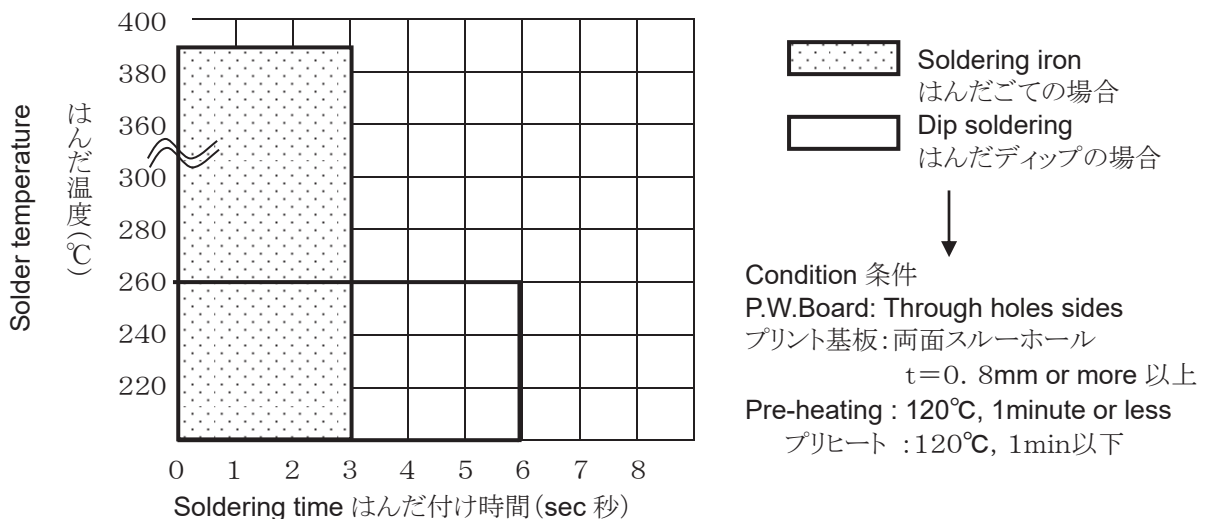 Solder temperature
はんだ温度(℃)
400
380
360
300
280
260
240
220
0 1 2 3 4 5 6 7 8
Soldering time はんだ付け時間(sec 秒)
Soldering iron
はんだごての場合
Dip soldering
はんだディップの場合
Condition 条件
P.W.Board: Through holes sides
プリント基板:両面スルーホール
t=0. 8mm or more 以上
Pre-heating : 120℃, 1minute or less
プリヒート :120℃, 1min以下